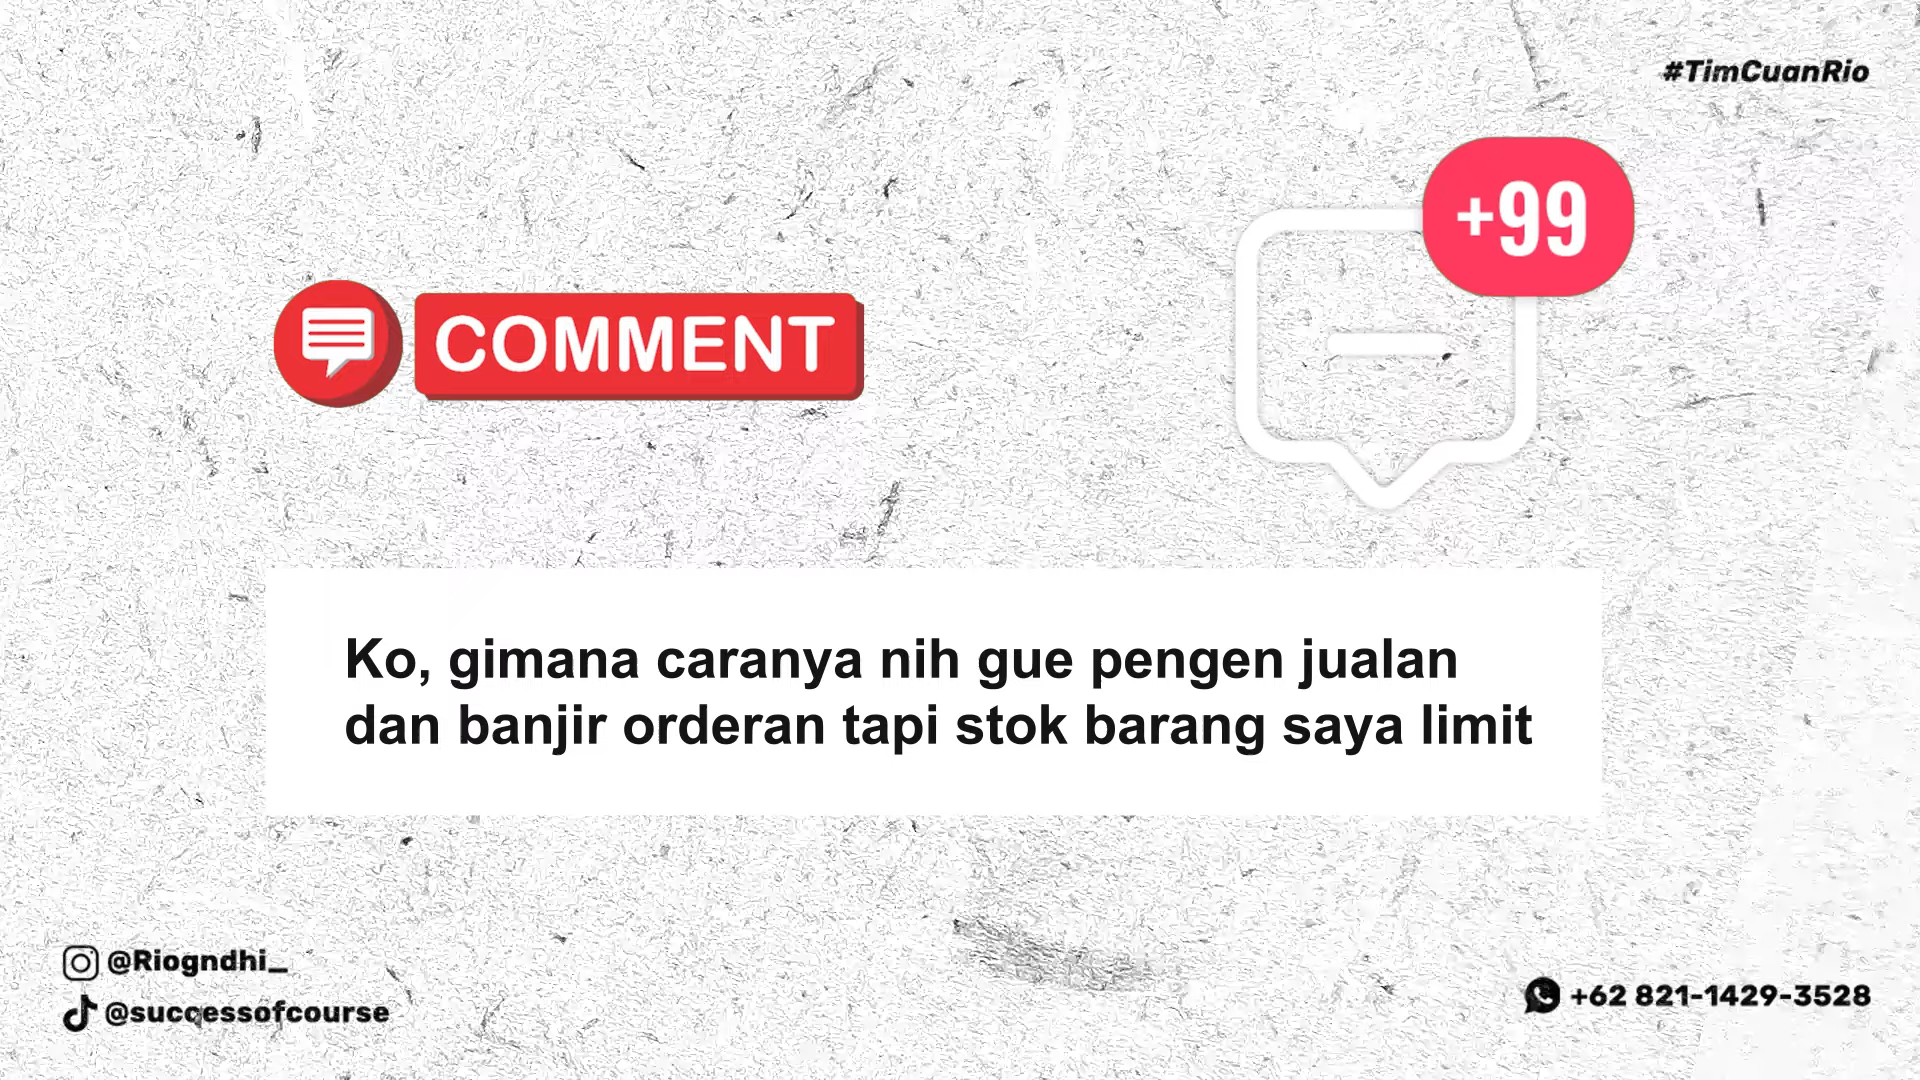 #TimCuanRio
+99
COMMENT
Ko, gimana caranya nih gue pengen jualan
dan banjir orderan tapi stok barang saya limit
@Riogndhi_
@successofcourse
+62 821-1429-3528